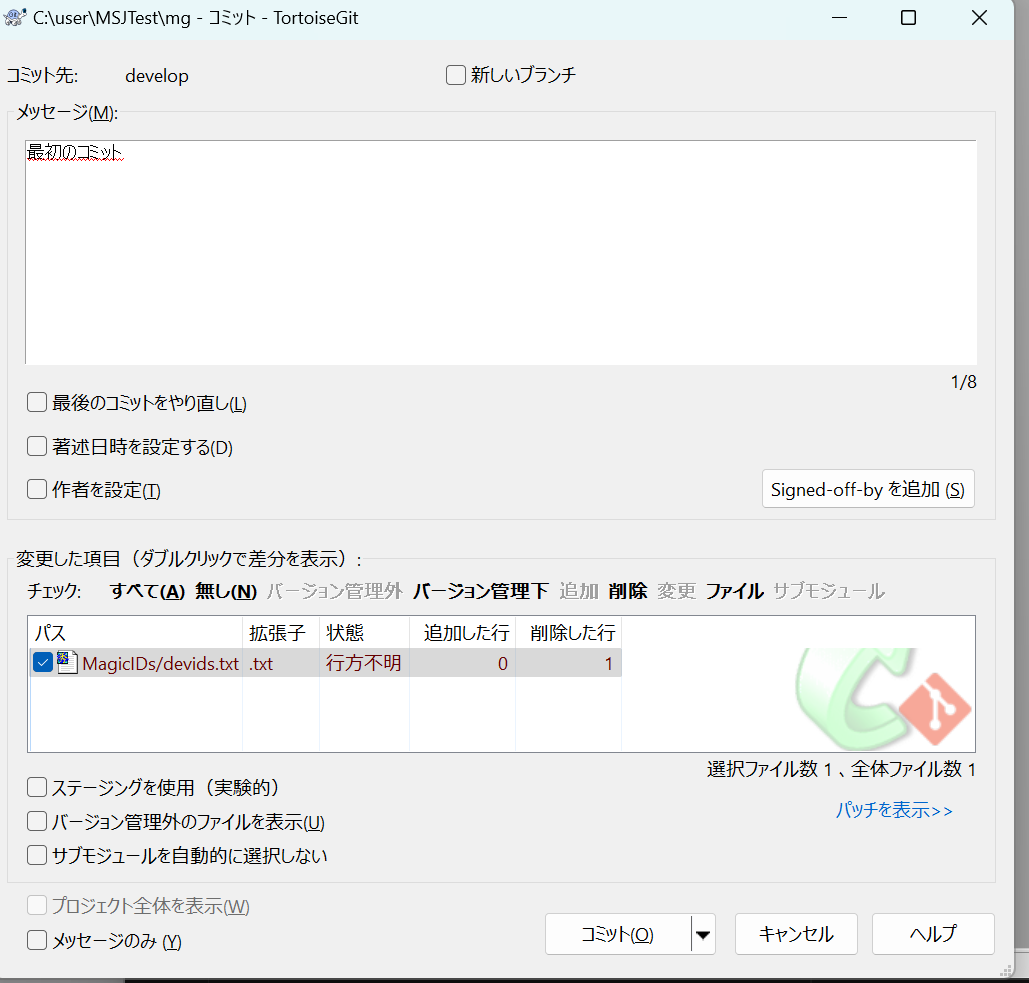 C:\user\MSJTest\mg - コミット - TortoiseGit
コミット先: develop 新しいブランチ
メッセージ(M):
最初のコミット
1/8
最後のコミットをやり直し(L)
著述日時を設定する(D)
作者を設定(T)
Signed-off-by を追加 (S)
変更した項目（ダブルクリックで差分を表示）:
チェック: すべて(A) 無し(N) バージョン管理外 バージョン管理下 追加 削除 変更 ファイル サブモジュール
パス 拡張子 状態 追加した行 削除した行
MagicIDs/devids.txt .txt 行方不明 0 1
選択ファイル数 1 、全体ファイル数 1
ステージングを使用（実験的）
パッチを表示>>
バージョン管理外のファイルを表示(U)
サブモジュールを自動的に選択しない
プロジェクト全体を表示(W)
メッセージのみ (Y)
コミット(O) キャンセル ヘルプ